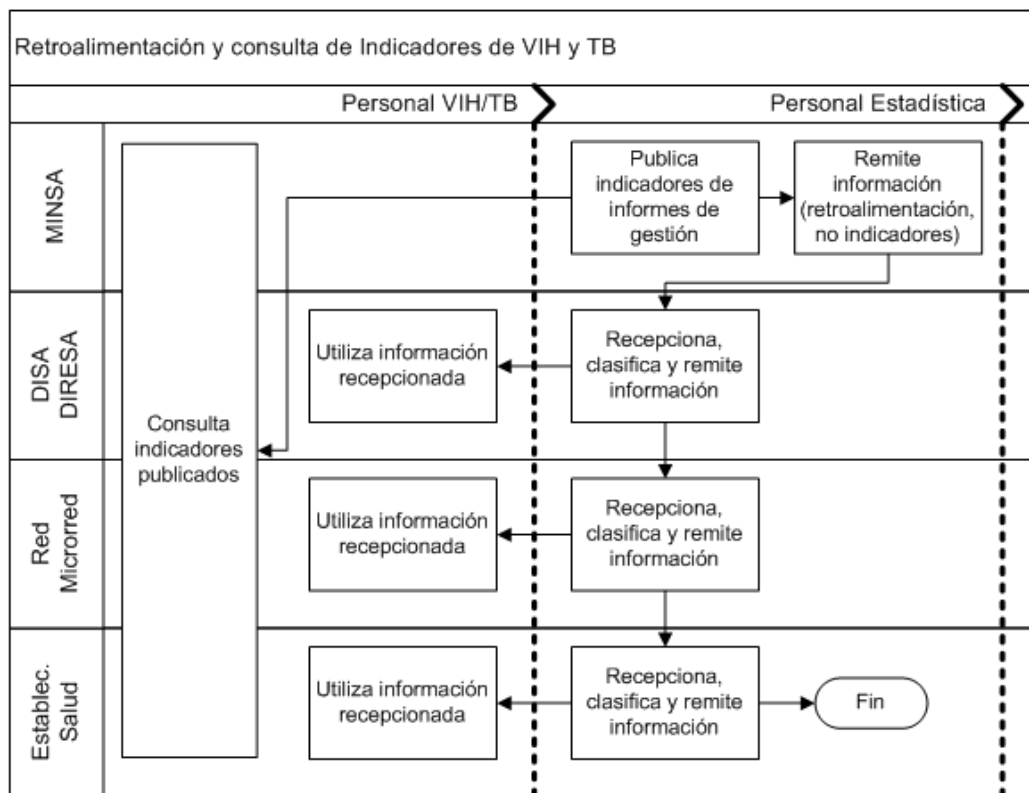 Retroalimentación y consulta de Indicadores de VIH y TB
Personal VIH/TB
Personal Estadística
MINSA
Publica
indicadores de
informes de
gestión
Remite
información
(retroalimentación,
no indicadores)
DISA
DIRESA
Utiliza información
recepcionada
Recepciona,
clasifica y remite
información
Consulta
indicadores
publicados
Red
Microrred
Utiliza información
recepcionada
Recepciona,
clasifica y remite
información
Establec.
Salud
Utiliza información
recepcionada
Recepciona,
clasifica y remite
información
Fin